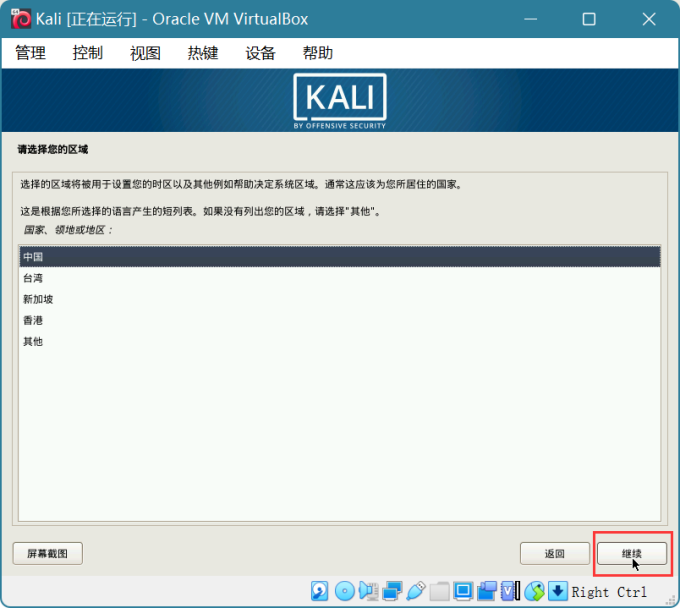 Kali [正在运行] - Oracle VM VirtualBox
管理 控制 视图 热键 设备 帮助
KALI
BY OFFENSIVE SECURITY
请选择您的区域
选择的区域将被用于设置您的时区以及其他例如帮助决定系统区域。通常这应该为您所居住的国家。
这是根据您所选择的语言产生的短列表。如果没有列出您的区域，请选择"其他"。
国家、领地或地区：
中国
台湾
新加坡
香港
其他
屏幕截图 返回 继续
Right Ctrl